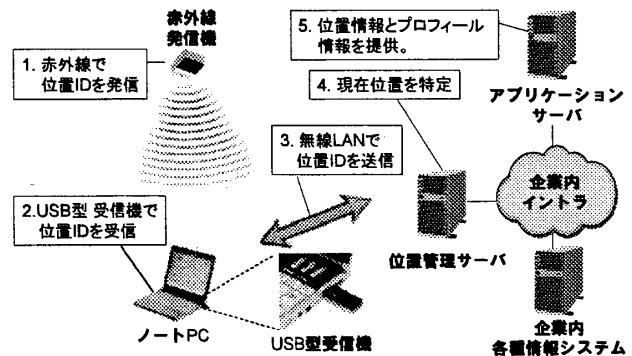 赤外線
発信機
1. 赤外線で
位置IDを発信
2.USB型 受信機で
位置IDを受信
3. 無線LANで
位置IDを送信
4. 現在位置を特定
5. 位置情報とプロフィール
情報を提供。
アプリケーション
サーバ
企業内
イントラ
位置管理サーバ
ノートPC
USB型受信機
企業内
各種情報システム